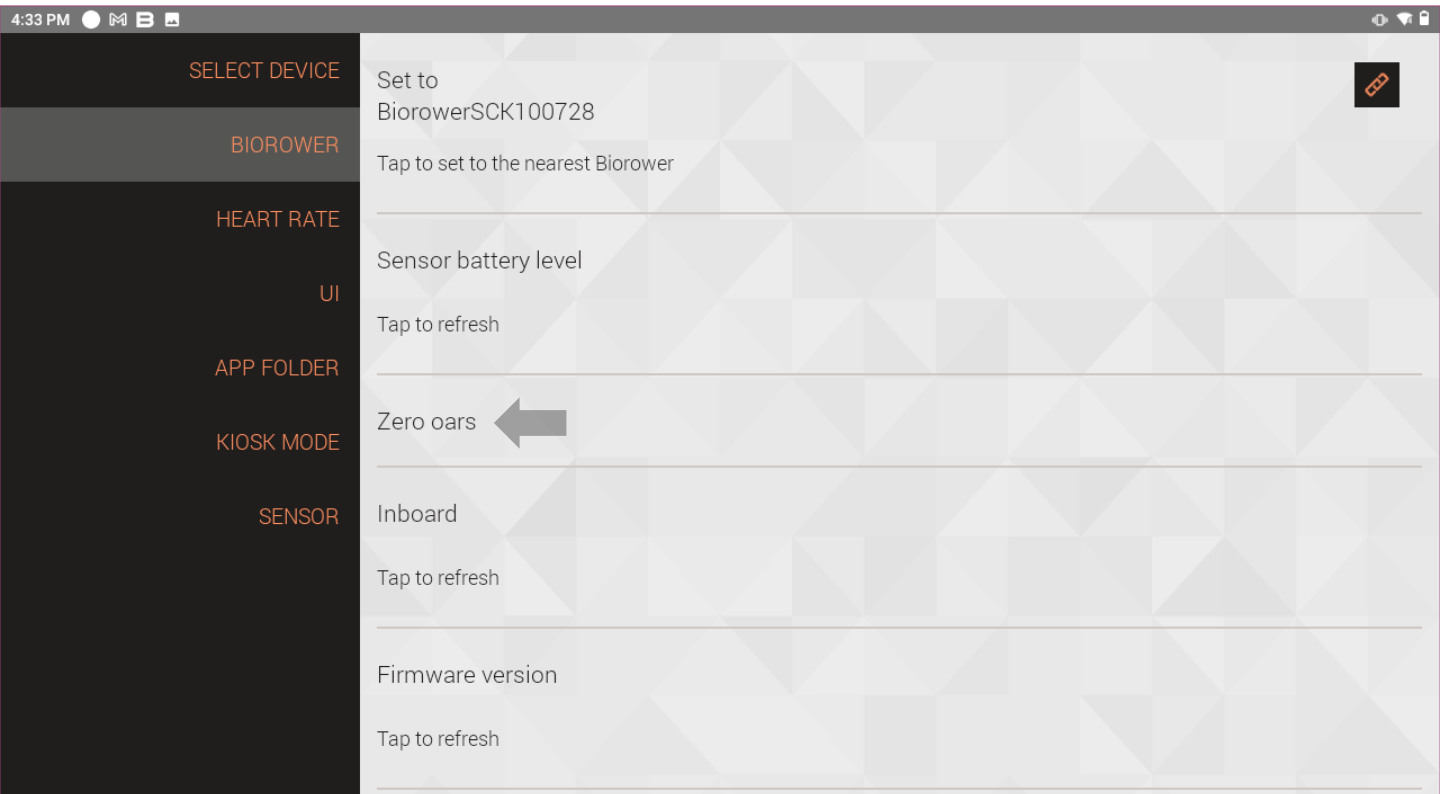 4:33 PM
SELECT DEVICE
BIOROWER
HEART RATE
UI
APP FOLDER
KIOSK MODE
SENSOR
Set to
BiorowerSCK100728
Tap to set to the nearest Biorower
Sensor battery level
Tap to refresh
Zero oars
Inboard
Tap to refresh
Firmware version
Tap to refresh